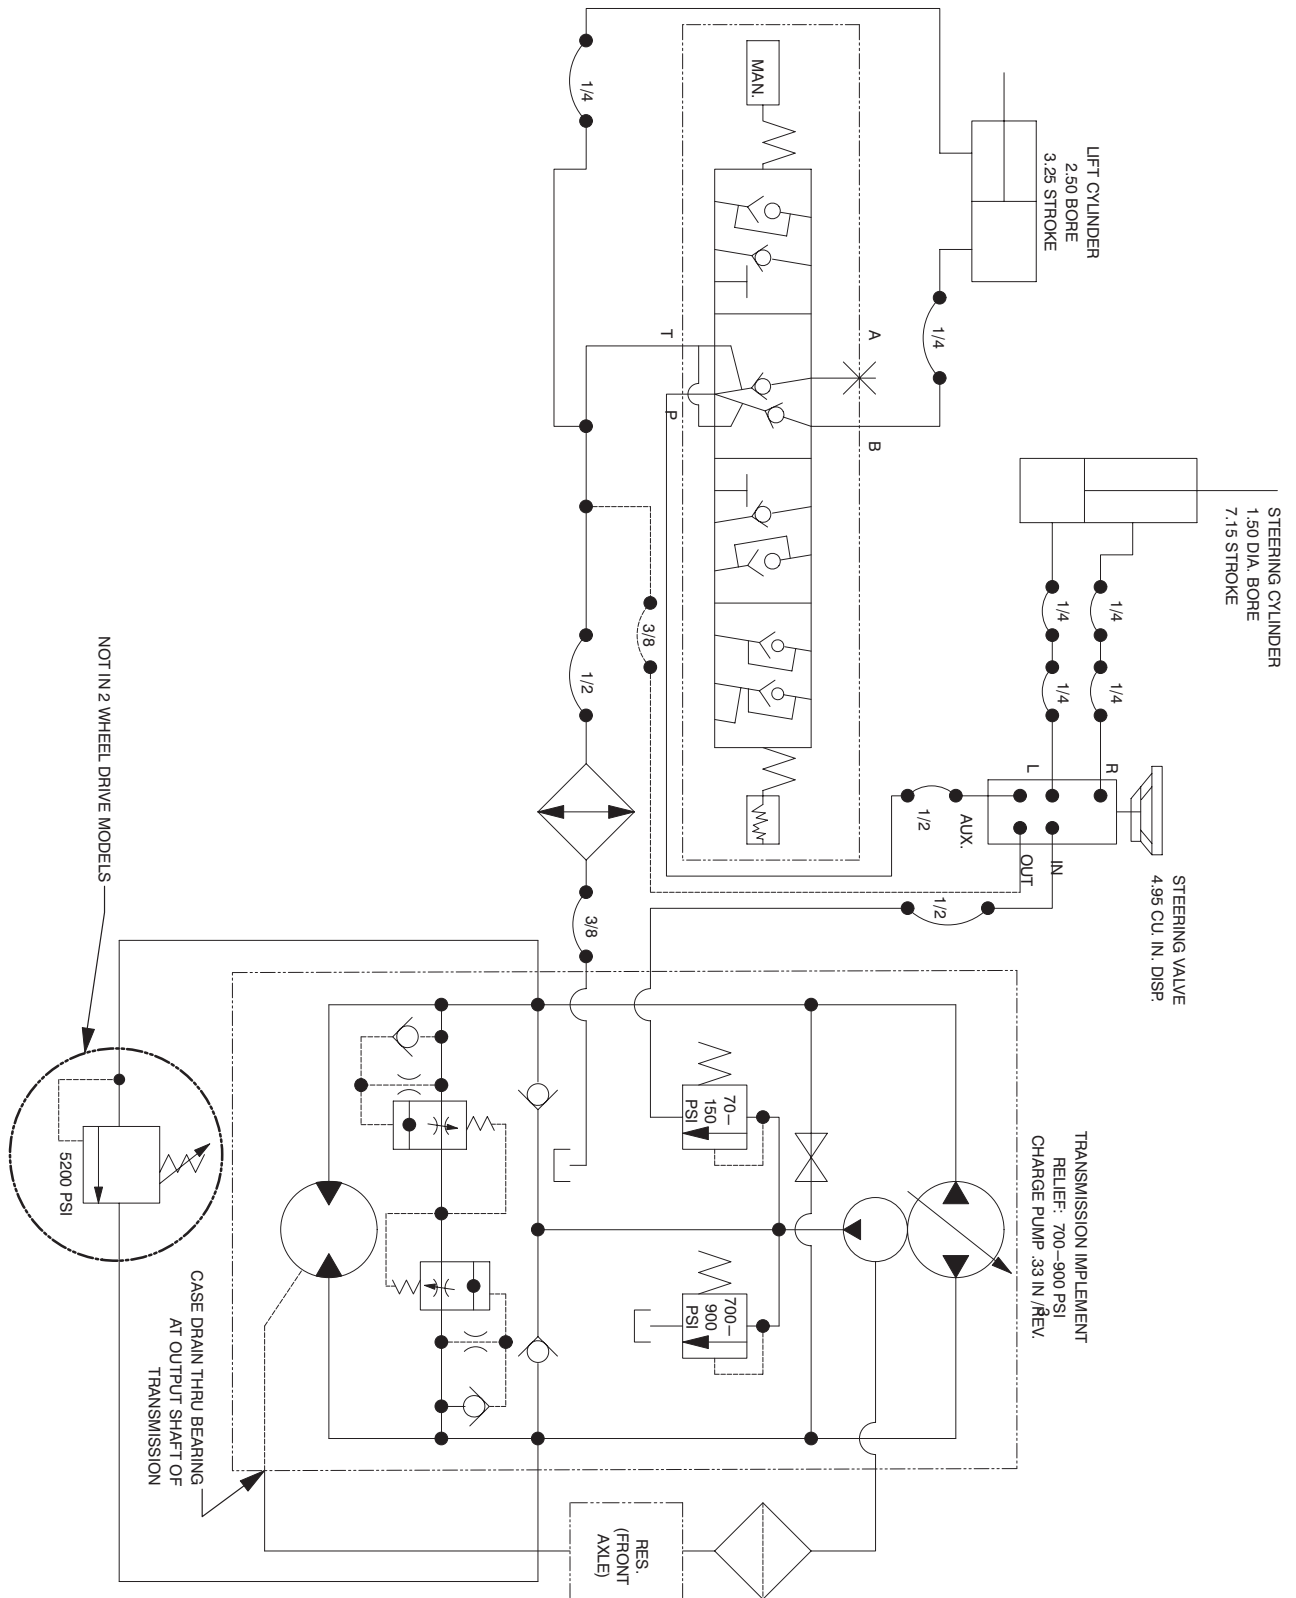 LIFT CYLINDER
2.50 BORE
3.25 STROKE
1/4
1/4
MAN.
A
B
T
P
STEERING CYLINDER
1.50 DIA. BORE
7.15 STROKE
1/4
1/4
1/4
1/4
R
L
AUX.
IN
OUT
1/2
1/2
STEERING VALVE
4.95 CU. IN. DISP.
3/8
1/2
3/8
TRANSMISSION IMPLEMENT
RELIEF: 700–900 PSI
CHARGE PUMP .33 IN³/REV.
70–
150
PSI
700–
900
PSI
NOT IN 2 WHEEL DRIVE MODELS
5200 PSI
CASE DRAIN THRU BEARING
AT OUTPUT SHAFT OF
TRANSMISSION
RES.
(FRONT
AXLE)